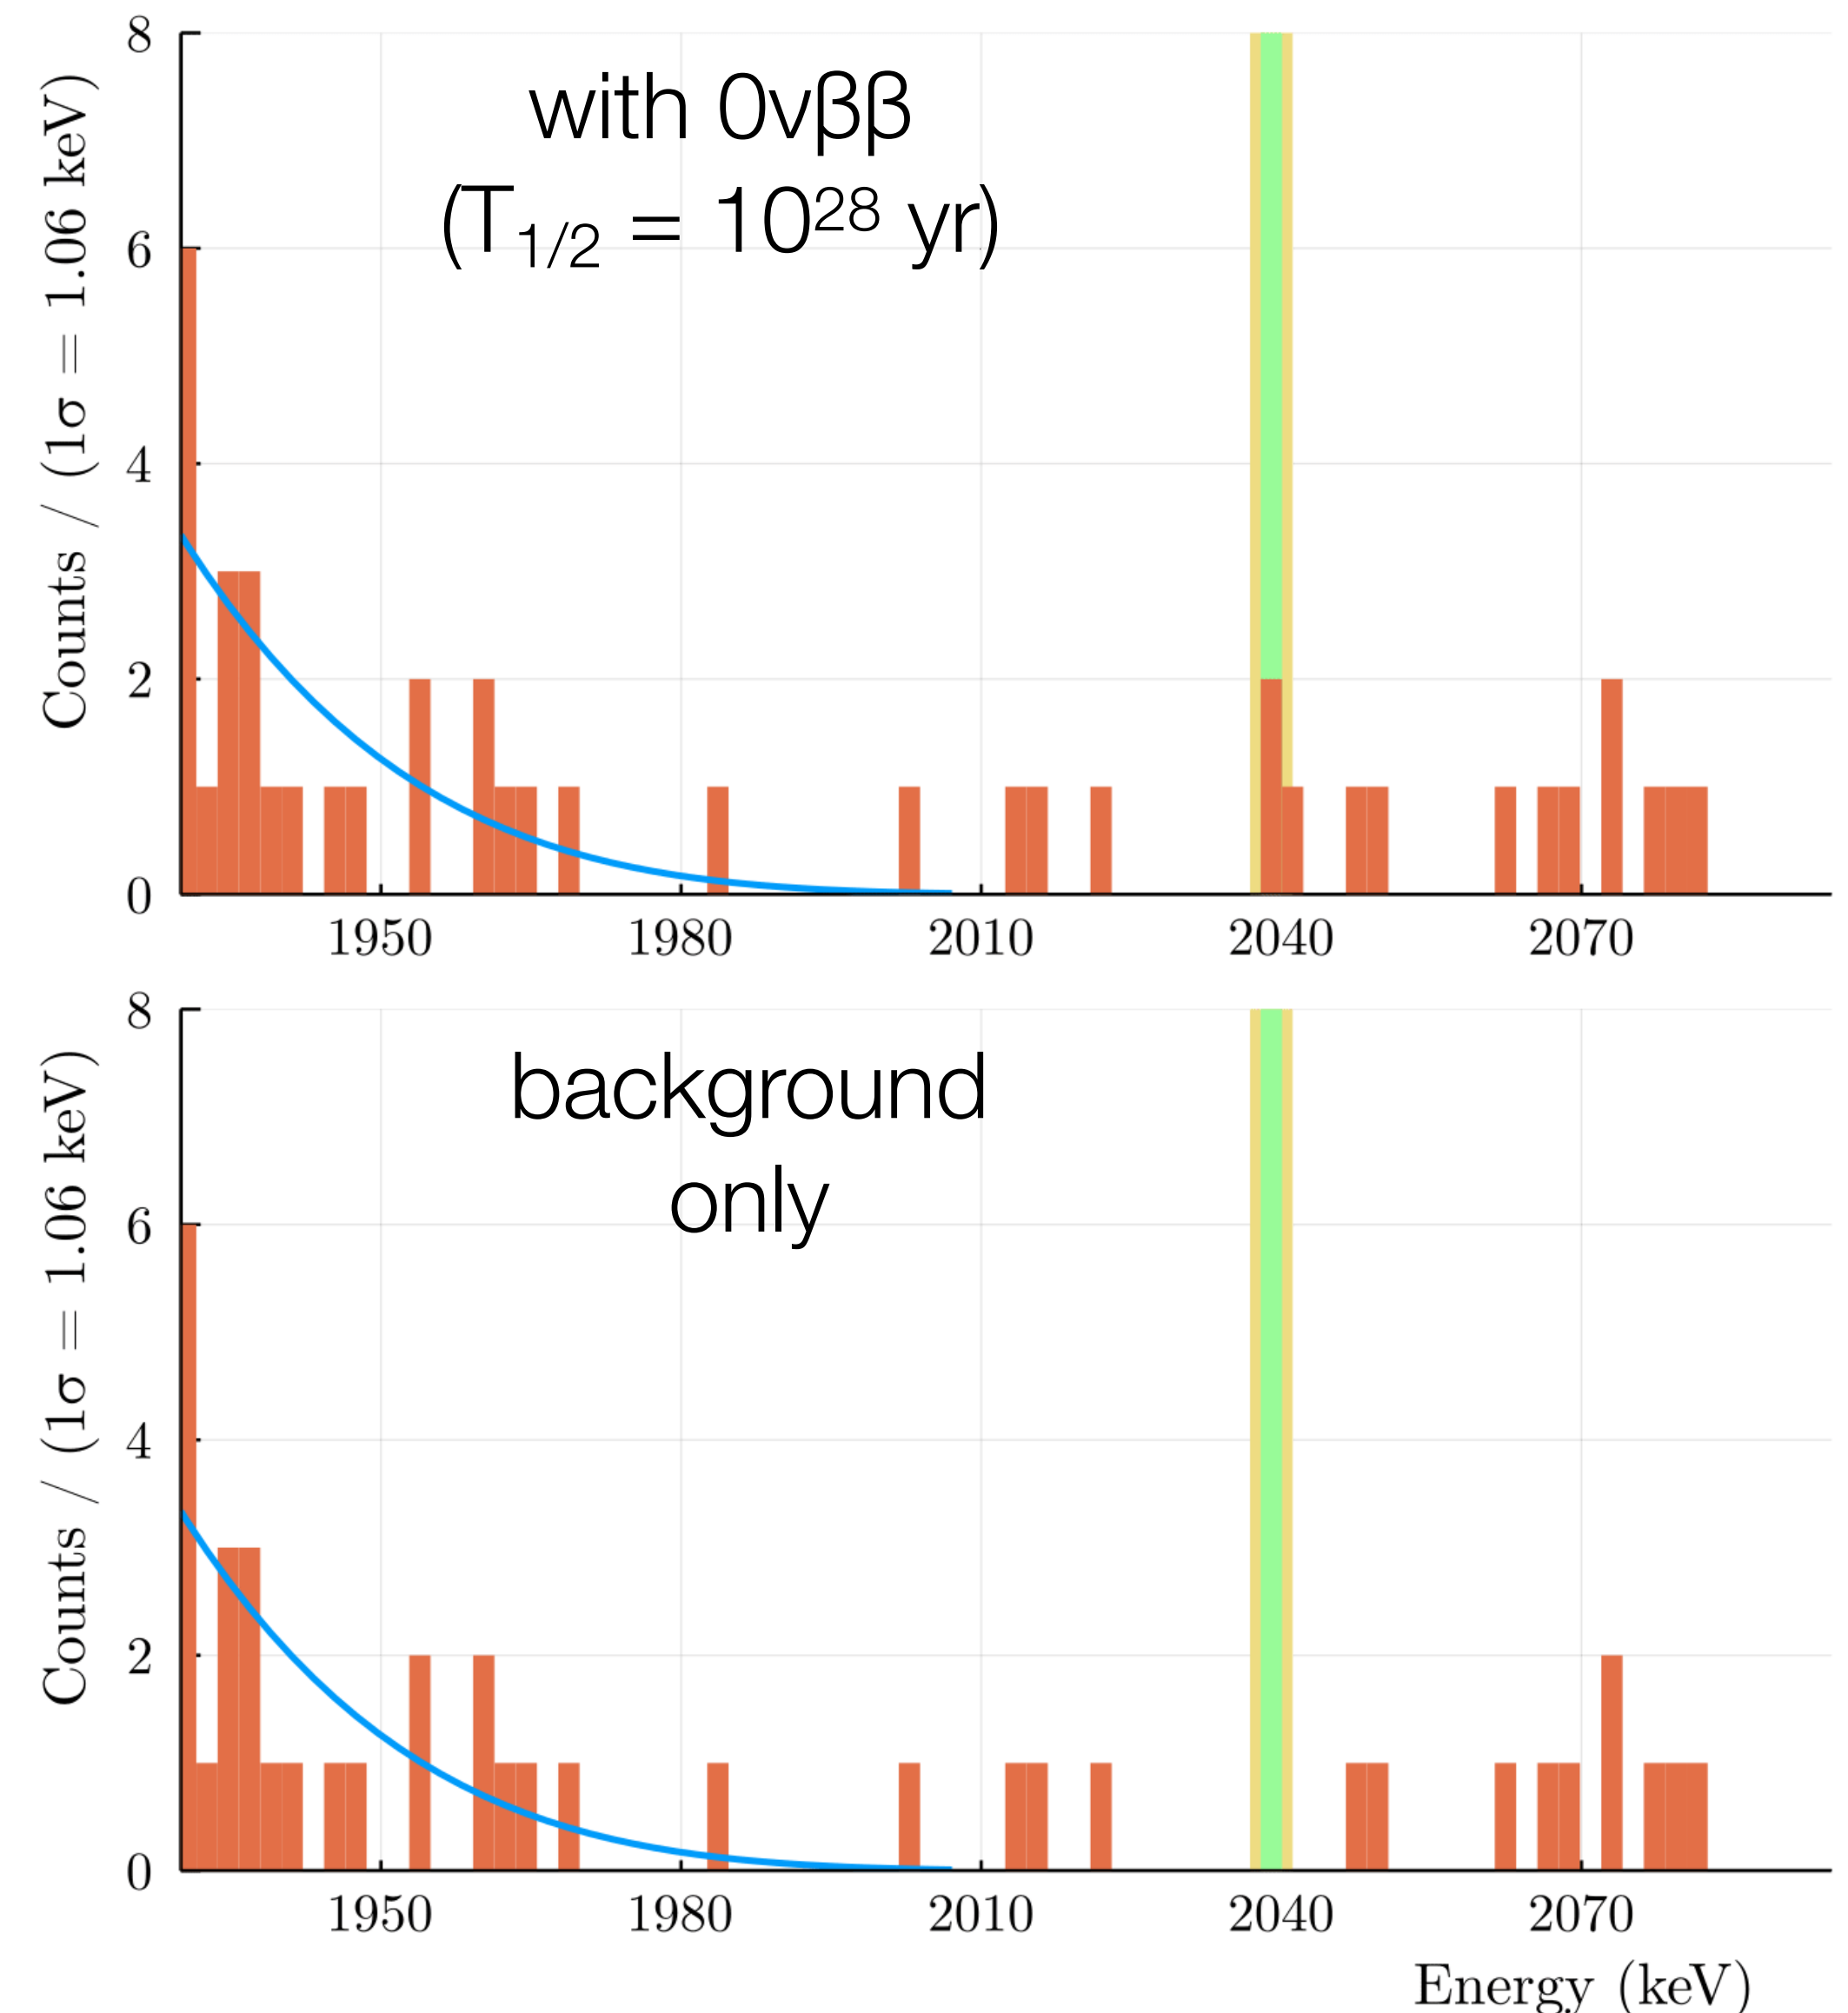 8
6
4
2
0
Counts / (1σ = 1.06 keV)
with 0νββ
(T1/2 = 10²⁸ yr)
1950 1980 2010 2040 2070
8
6
4
2
0
Counts / (1σ = 1.06 keV)
background
only
1950 1980 2010 2040 2070
Energy (keV)